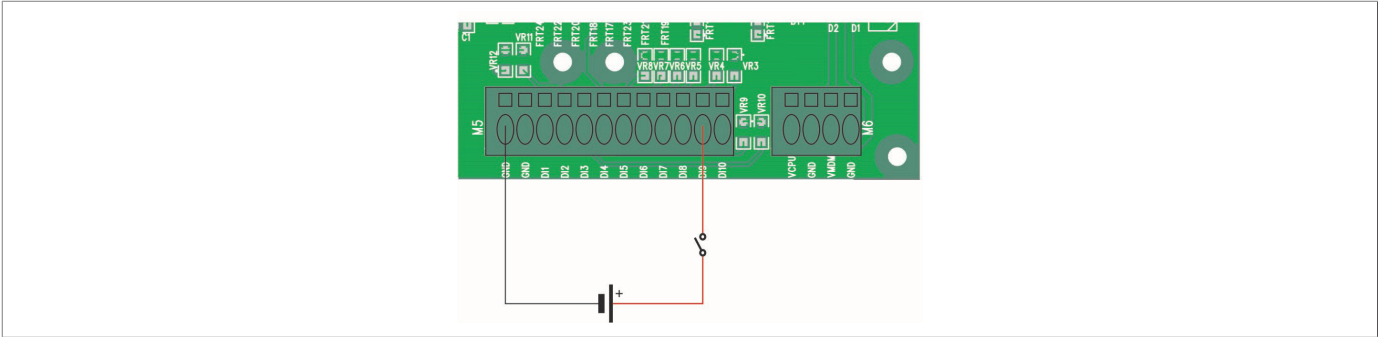 C1
VR12
VR11
FRT24
FRT22
FRT20
FRT18
FRT17
FRT23
FRT19
VR8
VR7
VR6
VR5
VR4
VR3
D2
D1
M5
VR9
VR10
M6
GND
GND
DI1
DI2
DI3
DI4
DI5
DI6
DI7
DI8
DI9
DI10
VCPU
GND
VMDM
GND
+